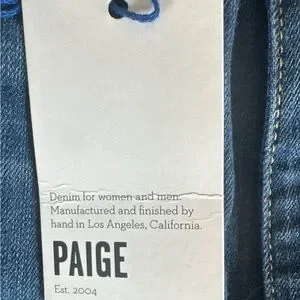 Denim for women and men.
Manufactured and finished by
hand in Los Angeles, California.
PAIGE
Est. 2004